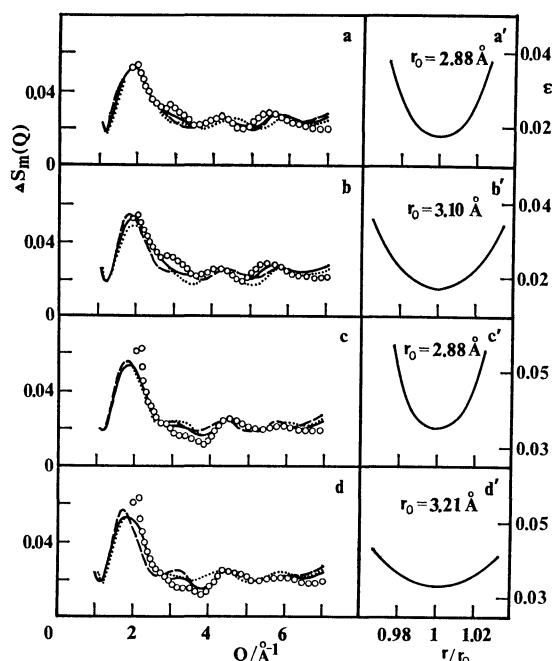 a
a'
r₀ = 2.88 Å
0.04
0.04
ε
0.02
0
ΔSₘ(Q)
b
b'
r₀ = 3.10 Å
0.04
0.04
0.02
0
c
c'
r₀ = 2.88 Å
0.04
0.05
0.03
0
d
d'
r₀ = 3.21 Å
0.04
0.05
0.03
0 2 4 6 8
Q/Å⁻¹
0.98 1 1.02
r/r₀